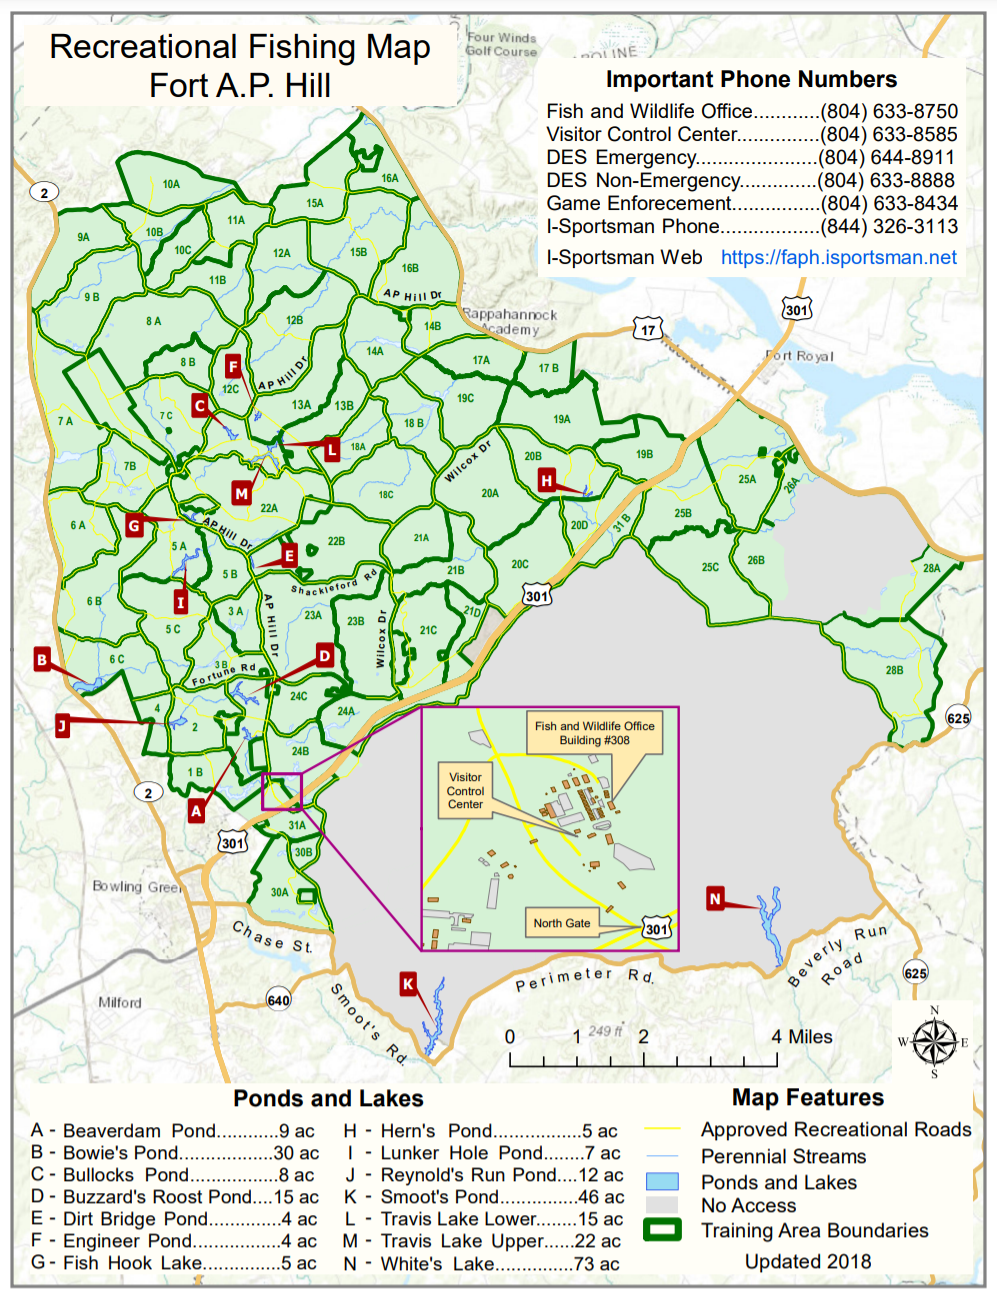 Recreational Fishing Map
Fort A.P. Hill
Four Winds
Golf Course
OLINE
Important Phone Numbers
Fish and Wildlife Office............(804) 633-8750
Visitor Control Center..............(804) 633-8585
DES Emergency.....................(804) 644-8911
DES Non-Emergency.............(804) 633-8888
Game Enforecement..............(804) 633-8434
I-Sportsman Phone.................(844) 326-3113
I-Sportsman Web https://faph.isportsman.net
2
10A
16A
15A
9A
10B
11A
10C
12A
15B
16B
11B
9 B
AP Hill Dr
301
8 A
12B
14B
Rappahannock
Academy
17
Fort Royal
14A
8 B
F
12C
AP Hill Dr
17A
17 B
C
13A
13B
19C
7 A
7 C
18 B
19A
L
18A
Wilcox Dr
20B
19B
7B
H
25A
26A
M
22A
18C
20A
G
AP Hill Dr
6 A
20D
31 B
25B
5 A
E
22B
21A
5 B
21B
20C
25C
26B
28A
Shackleford Rd
301
I
6 B
3 A
AP Hill Dr
23A
23B
Wilcox Dr
21D
21C
5 C
B
6 C
3 B
Fortune Rd
D
28B
24C
4
J
2
24A
625
24B
1 B
2
A
Fish and Wildlife Office
Building #308
Visitor
Control
Center
North Gate
301
301
31A
30B
30A
Bowling Green
N
Chase St.
Beverly Run
Road
Perimeter Rd.
K
625
Milford
640
Smoot's Rd.
249 ft
0 1 2 4 Miles
N
W E
S
Ponds and Lakes
A - Beaverdam Pond...........9 ac
B - Bowie's Pond.................30 ac
C - Bullocks Pond................8 ac
D - Buzzard's Roost Pond....15 ac
E - Dirt Bridge Pond.............4 ac
F - Engineer Pond................4 ac
G - Fish Hook Lake..............5 ac
H - Hern's Pond.................5 ac
I - Lunker Hole Pond.......7 ac
J - Reynold's Run Pond...12 ac
K - Smoot's Pond...............46 ac
L - Travis Lake Lower.......15 ac
M - Travis Lake Upper......22 ac
N - White's Lake...............73 ac
Map Features
Approved Recreational Roads
Perennial Streams
Ponds and Lakes
No Access
Training Area Boundaries
Updated 2018